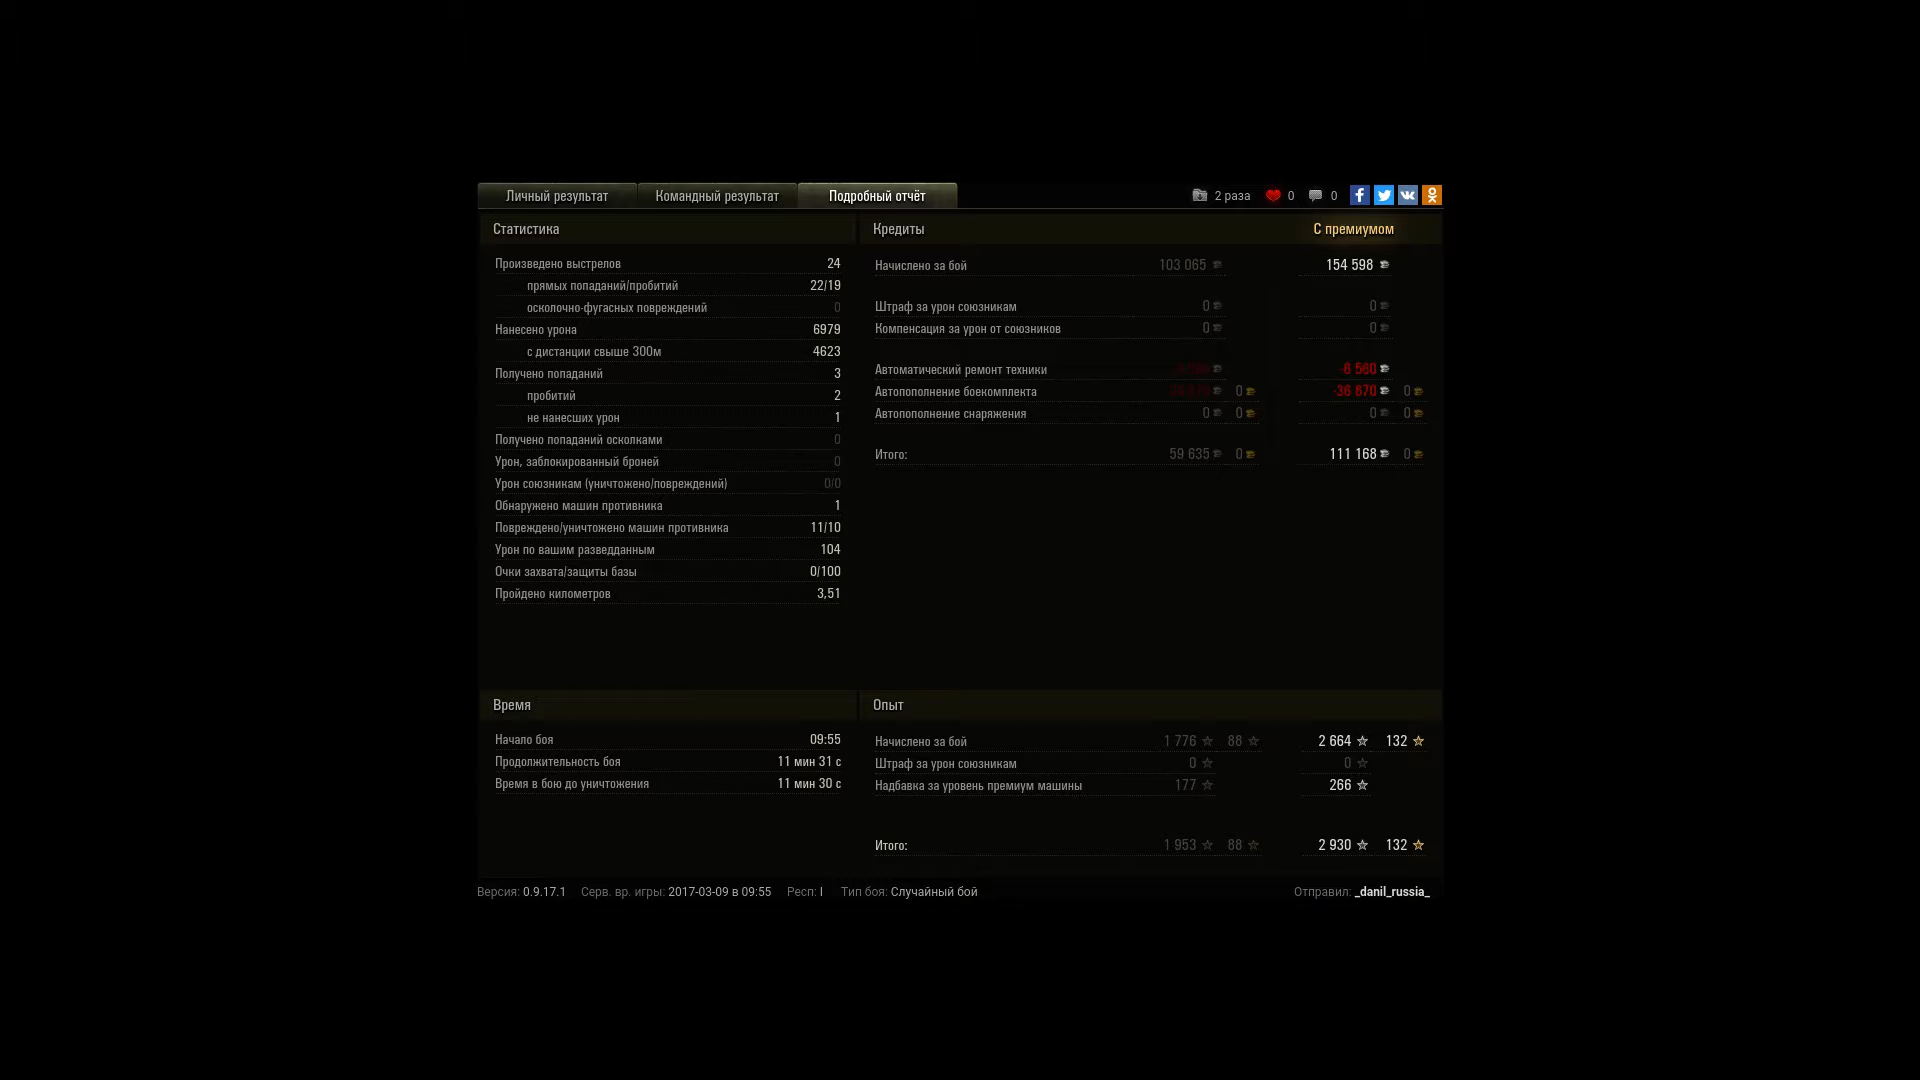 Личный результат Командный результат Подробный отчёт 2 раза 0 0
Статистика
Произведено выстрелов 24
прямых попаданий/пробитий 22/19
осколочно-фугасных повреждений 0
Нанесено урона 6979
с дистанции свыше 300м 4623
Получено попаданий 3
пробитий 2
не нанесших урон 1
Получено попаданий осколками 0
Урон, заблокированный броней 0
Урон союзникам (уничтожено/повреждений) 0/0
Обнаружено машин противника 1
Повреждено/уничтожено машин противника 11/10
Урон по вашим разведданным 104
Очки захвата/защиты базы 0/100
Пройдено километров 3,51
Кредиты С премиумом
Начислено за бой 103 065 154 598
Штраф за урон союзникам 0 0
Компенсация за урон от союзников 0 0
Автоматический ремонт техники -6 560
Автопополнение боекомплекта 0 -36 870 0
Автопополнение снаряжения 0 0 0 0
Итого: 59 635 0 111 168 0
Время
Начало боя 09:55
Продолжительность боя 11 мин 31 с
Время в бою до уничтожения 11 мин 30 с
Опыт
Начислено за бой 1 776 88 2 664 132
Штраф за урон союзникам 0 0
Надбавка за уровень премиум машины 177 266
Итого: 1 953 88 2 930 132
Версия: 0.9.17.1 Серв. вр. игры: 2017-03-09 в 09:55 Респ: I Тип боя: Случайный бой Отправил: _danil_russia_